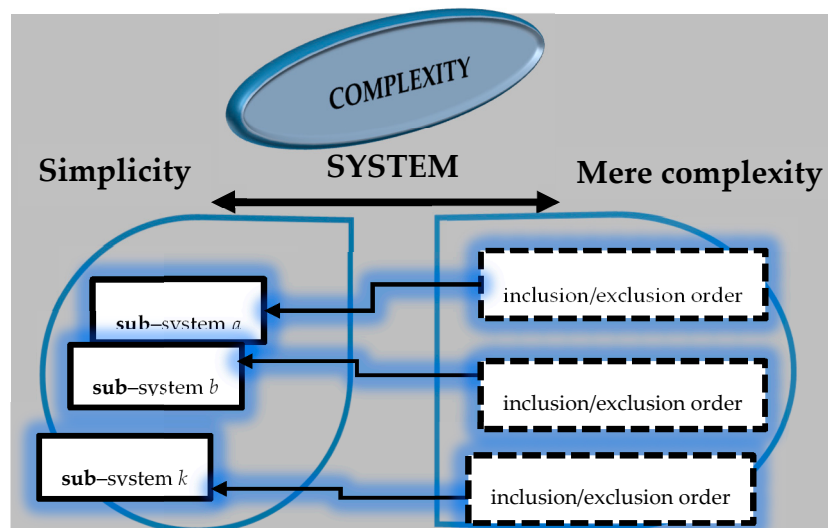 COMPLEXITY
SYSTEM
Simplicity
Mere complexity
inclusion/exclusion order
sub–system a
inclusion/exclusion order
sub–system b
inclusion/exclusion order
sub–system k